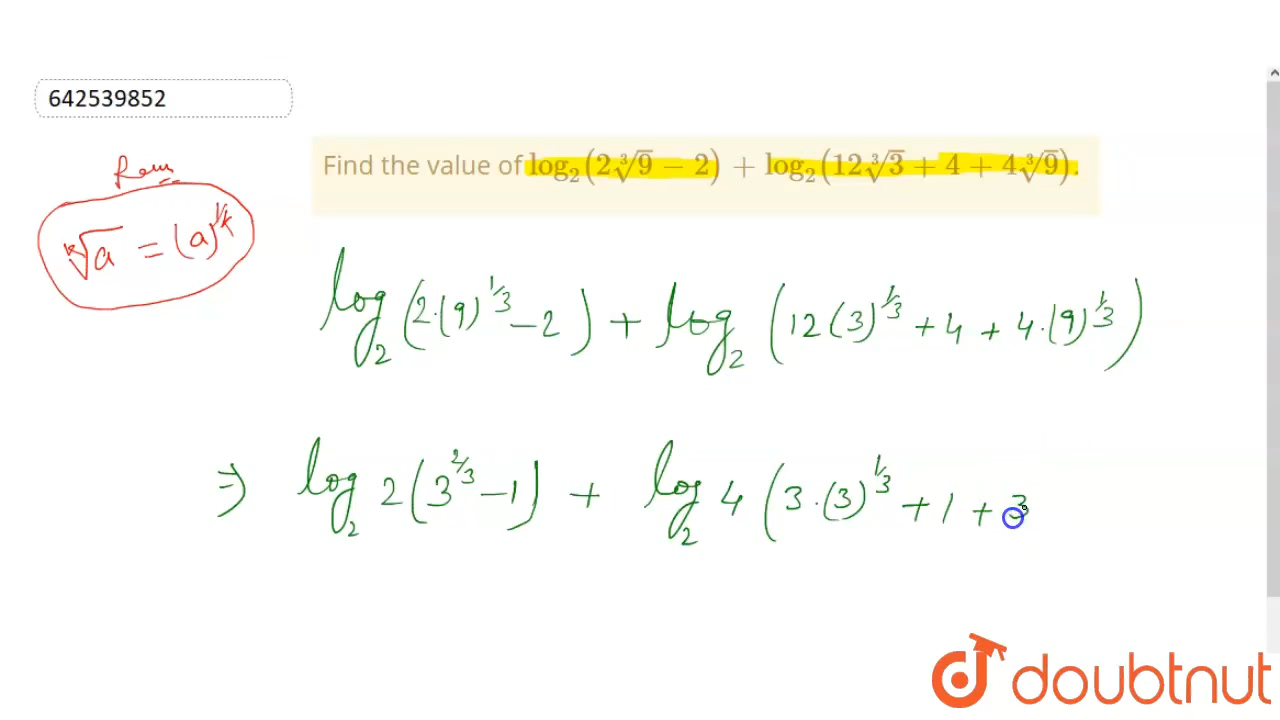 642539852
Find the value of log₂(2∛9 − 2) + log₂(12∛3 + 4 + 4∛9).
ᵏ√a = (a)^1/k
log₂(2·(9)^1/3 − 2) + log₂(12(3)^1/3 + 4 + 4·(9)^1/3)
⇒ log₂ 2(3^2/3 − 1) + log₂ 4(3·(3)^1/3 + 1 + 3
doubtnut